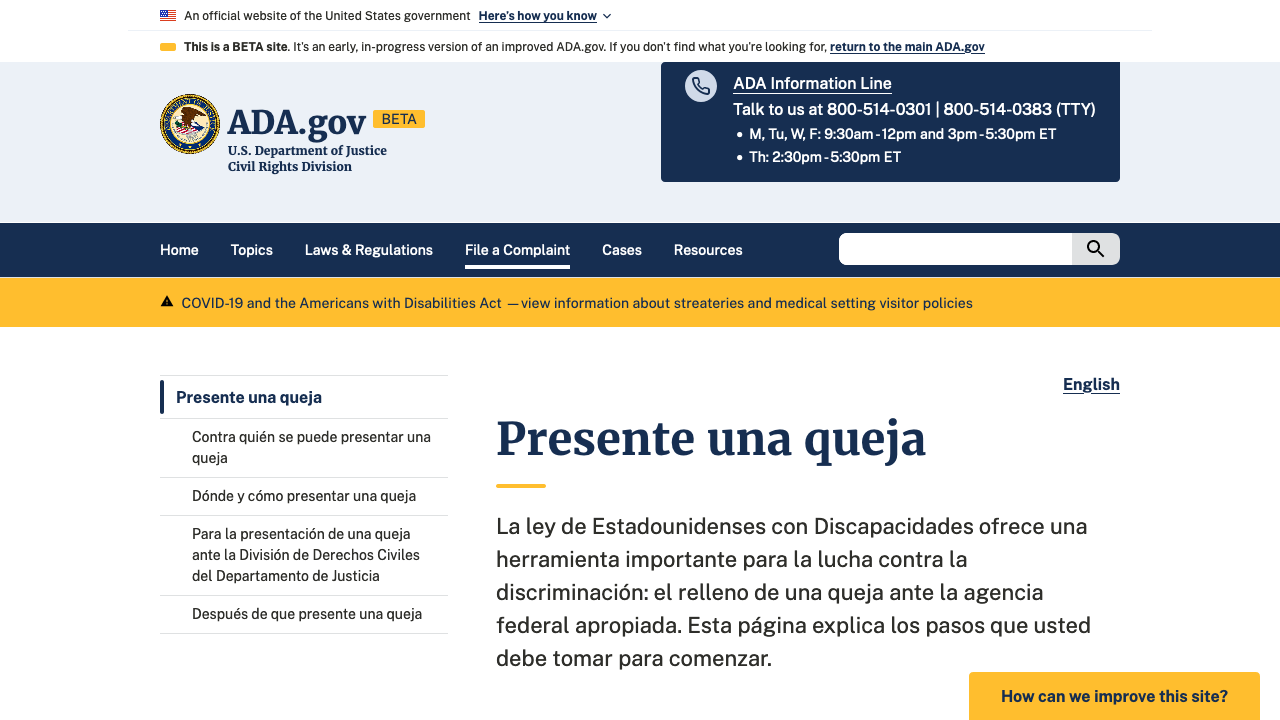 An official website of the United States government Here's how you know
This is a BETA site. It's an early, in-progress version of an improved ADA.gov. If you don't find what you're looking for, return to the main ADA.gov
ADA.gov BETA
U.S. Department of Justice
Civil Rights Division
ADA Information Line
Talk to us at 800-514-0301 | 800-514-0383 (TTY)
• M, Tu, W, F: 9:30am - 12pm and 3pm - 5:30pm ET
• Th: 2:30pm - 5:30pm ET
Home Topics Laws & Regulations File a Complaint Cases Resources
COVID-19 and the Americans with Disabilities Act — view information about streateries and medical setting visitor policies
Presente una queja
Contra quién se puede presentar una
queja
Dónde y cómo presentar una queja
Para la presentación de una queja
ante la División de Derechos Civiles
del Departamento de Justicia
Después de que presente una queja
English
Presente una queja
La ley de Estadounidenses con Discapacidades ofrece una
herramienta importante para la lucha contra la
discriminación: el relleno de una queja ante la agencia
federal apropiada. Esta página explica los pasos que usted
debe tomar para comenzar.
How can we improve this site?